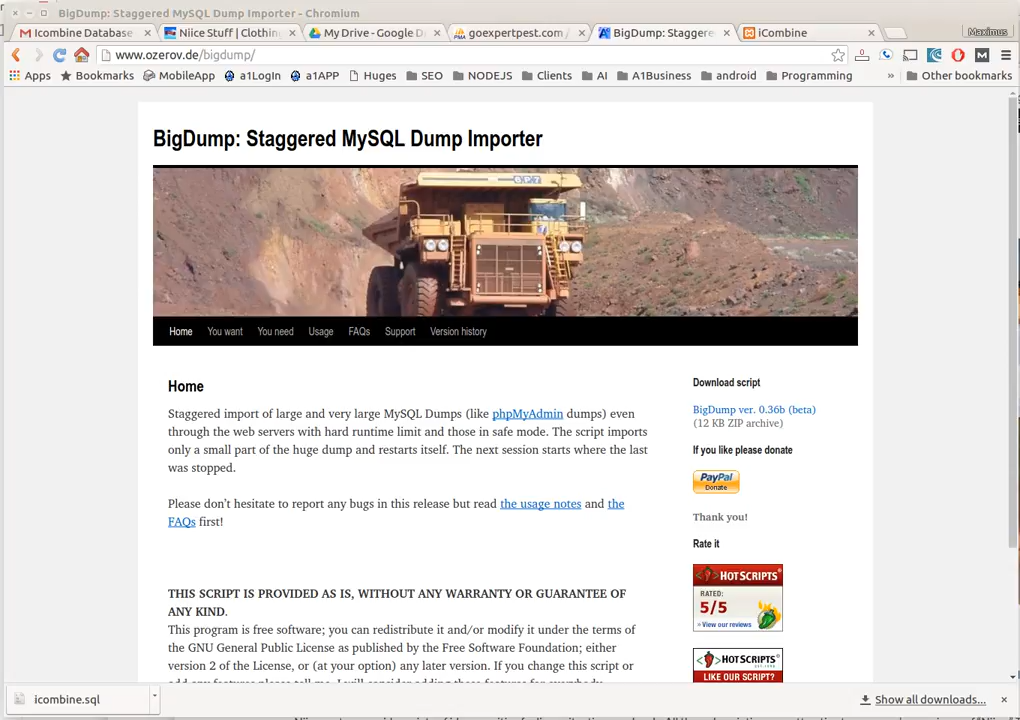 BigDump: Staggered MySQL Dump Importer - Chromium
Icombine Database
Niice Stuff | Clothin
My Drive - Google D
goexpertpest.com /
BigDump: Staggere
iCombine
Maximus
www.ozerov.de/bigdump/
Apps
Bookmarks
MobileApp
a1LogIn
a1APP
Huges
SEO
NODEJS
Clients
AI
A1Business
android
Programming
»
Other bookmarks
BigDump: Staggered MySQL Dump Importer
Home
You want
You need
Usage
FAQs
Support
Version history
Home
Staggered import of large and very large MySQL Dumps (like phpMyAdmin dumps) even
through the web servers with hard runtime limit and those in safe mode. The script imports
only a small part of the huge dump and restarts itself. The next session starts where the last
was stopped.
Please don't hesitate to report any bugs in this release but read the usage notes and the
FAQs first!
THIS SCRIPT IS PROVIDED AS IS, WITHOUT ANY WARRANTY OR GUARANTEE OF
ANY KIND.
This program is free software; you can redistribute it and/or modify it under the terms of
the GNU General Public License as published by the Free Software Foundation; either
version 2 of the License, or (at your option) any later version. If you change this script or
Download script
BigDump ver. 0.36b (beta)
(12 KB ZIP archive)
If you like please donate
PayPal
Donate
Thank you!
Rate it
HOTSCRIPTS
RATED:
5/5
» View our reviews
HOTSCRIPTS
LIKE OUR SCRIPT?
icombine.sql
Show all downloads...